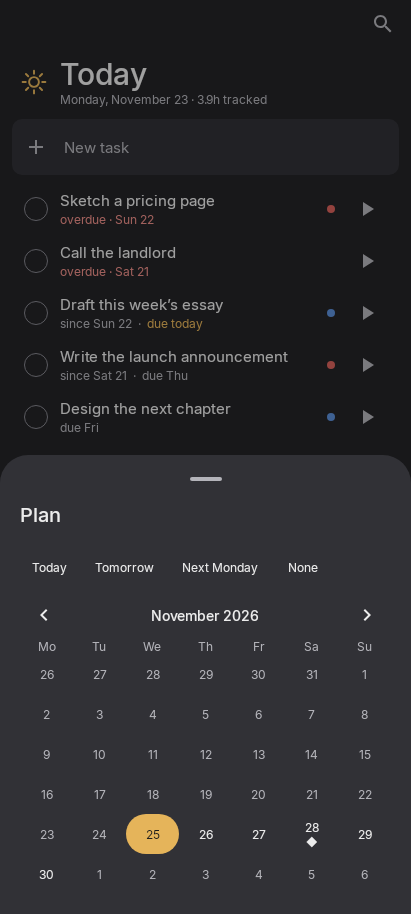 Today
Monday, November 23 · 3.9h tracked
New task
Sketch a pricing page
overdue · Sun 22
Call the landlord
overdue · Sat 21
Draft this week’s essay
since Sun 22 · due today
Write the launch announcement
since Sat 21 · due Thu
Design the next chapter
due Fri
Plan
Today Tomorrow Next Monday None
November 2026
Mo Tu We Th Fr Sa Su
26 27 28 29 30 31 1
2 3 4 5 6 7 8
9 10 11 12 13 14 15
16 17 18 19 20 21 22
23 24 25 26 27 28 29
30 1 2 3 4 5 6